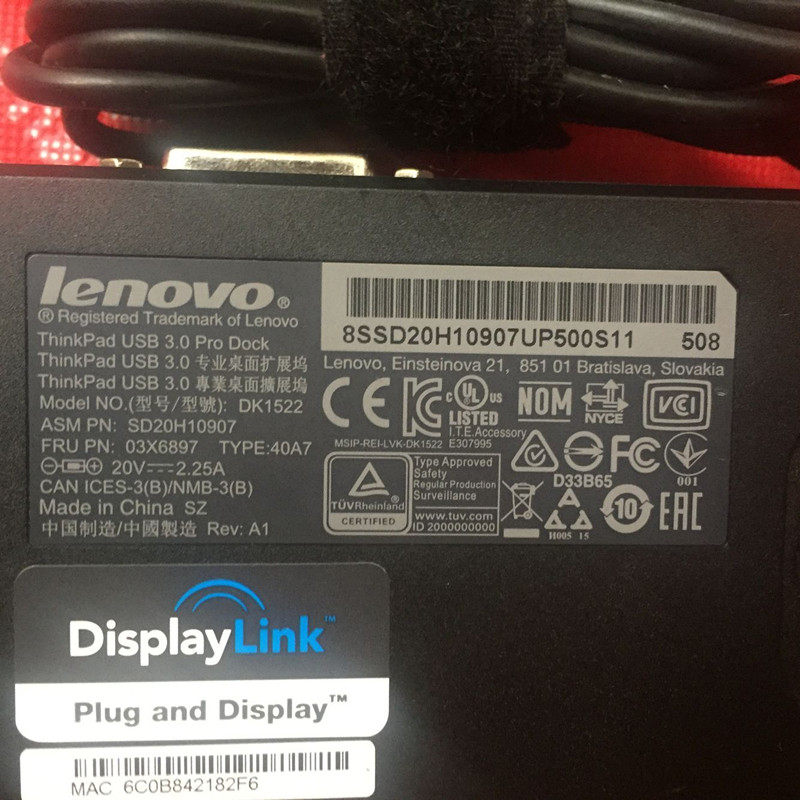 lenovo®
® Registered Trademark of Lenovo
ThinkPad USB 3.0 Pro Dock
ThinkPad USB 3.0 专业桌面扩展坞
ThinkPad USB 3.0 專業桌面擴展塢
Model NO.(型号/型號): DK1522
ASM PN: SD20H10907
FRU PN: 03X6897 TYPE:40A7
20V⎓2.25A
CAN ICES-3(B)/NMB-3(B)
Made in China SZ
中国制造/中國製造 Rev: A1
8SSD20H10907UP500S11 508
Lenovo, Einsteinova 21, 851 01 Bratislava, Slovakia
CE
C UL US
LISTED
I.T.E. Accessory
E307995
MSIP-REI-LVK-DK1522
NOM
NYCE
VCI
TÜVRheinland®
CERTIFIED
Type Approved
Safety
Regular Production
Surveillance
www.tuv.com
ID 2000000000
D33B65
FC
001
H005 15
10
EAC
DisplayLink™
Plug and Display™
MAC 6C0B842182F6